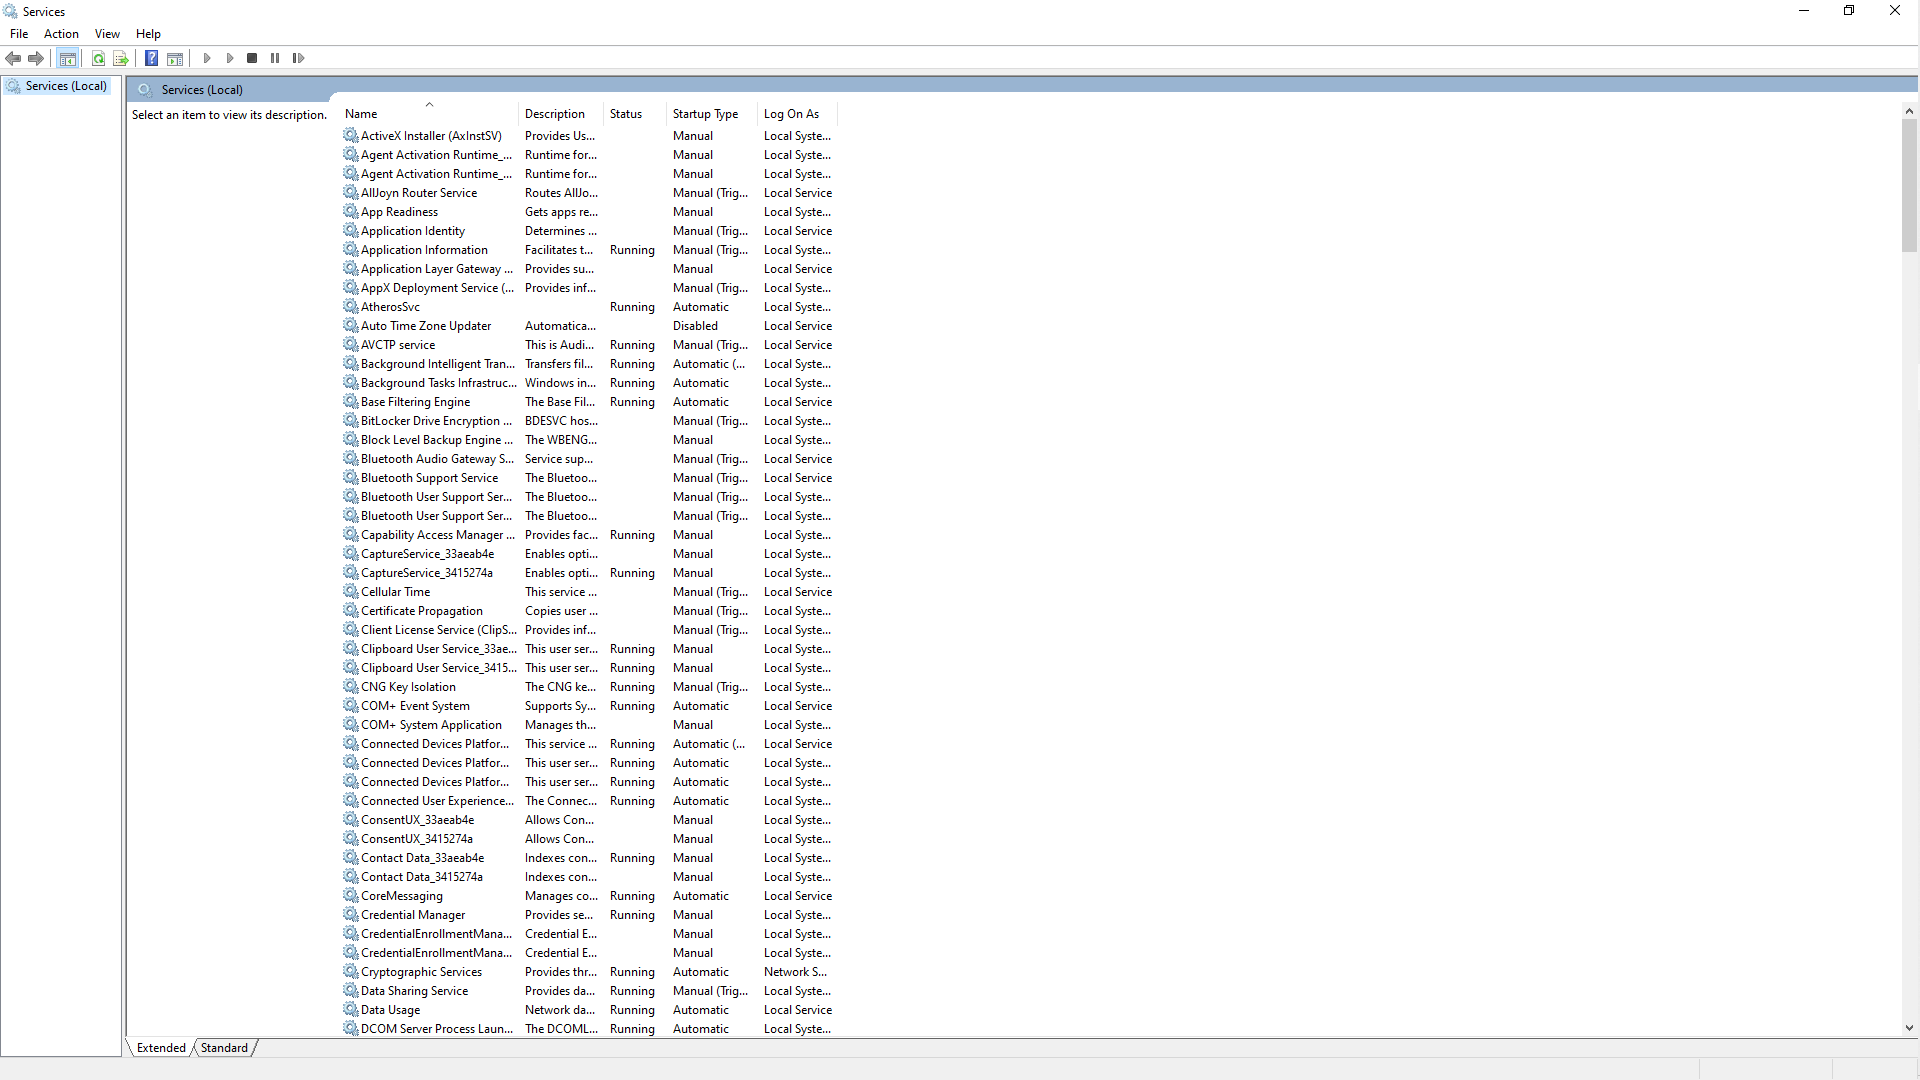 Services
File Action View Help
Services (Local)
Services (Local)
Select an item to view its description.
Name Description Status Startup Type Log On As
ActiveX Installer (AxInstSV) Provides Us... Manual Local Syste...
Agent Activation Runtime_... Runtime for... Manual Local Syste...
Agent Activation Runtime_... Runtime for... Manual Local Syste...
AllJoyn Router Service Routes AllJo... Manual (Trig... Local Service
App Readiness Gets apps re... Manual Local Syste...
Application Identity Determines ... Manual (Trig... Local Service
Application Information Facilitates t... Running Manual (Trig... Local Syste...
Application Layer Gateway ... Provides su... Manual Local Service
AppX Deployment Service (... Provides inf... Manual (Trig... Local Syste...
AtherosSvc Running Automatic Local Syste...
Auto Time Zone Updater Automatica... Disabled Local Service
AVCTP service This is Audi... Running Manual (Trig... Local Service
Background Intelligent Tran... Transfers fil... Running Automatic (... Local Syste...
Background Tasks Infrastruc... Windows in... Running Automatic Local Syste...
Base Filtering Engine The Base Fil... Running Automatic Local Service
BitLocker Drive Encryption ... BDESVC hos... Manual (Trig... Local Syste...
Block Level Backup Engine ... The WBENG... Manual Local Syste...
Bluetooth Audio Gateway S... Service sup... Manual (Trig... Local Service
Bluetooth Support Service The Bluetoo... Manual (Trig... Local Service
Bluetooth User Support Ser... The Bluetoo... Manual (Trig... Local Syste...
Bluetooth User Support Ser... The Bluetoo... Manual (Trig... Local Syste...
Capability Access Manager ... Provides fac... Running Manual Local Syste...
CaptureService_33aeab4e Enables opti... Manual Local Syste...
CaptureService_3415274a Enables opti... Running Manual Local Syste...
Cellular Time This service ... Manual (Trig... Local Service
Certificate Propagation Copies user ... Manual (Trig... Local Syste...
Client License Service (ClipS... Provides inf... Manual (Trig... Local Syste...
Clipboard User Service_33ae... This user ser... Running Manual Local Syste...
Clipboard User Service_3415... This user ser... Running Manual Local Syste...
CNG Key Isolation The CNG ke... Running Manual (Trig... Local Syste...
COM+ Event System Supports Sy... Running Automatic Local Service
COM+ System Application Manages th... Manual Local Syste...
Connected Devices Platfor... This service ... Running Automatic (... Local Service
Connected Devices Platfor... This user ser... Running Automatic Local Syste...
Connected Devices Platfor... This user ser... Running Automatic Local Syste...
Connected User Experience... The Connec... Running Automatic Local Syste...
ConsentUX_33aeab4e Allows Con... Manual Local Syste...
ConsentUX_3415274a Allows Con... Manual Local Syste...
Contact Data_33aeab4e Indexes con... Running Manual Local Syste...
Contact Data_3415274a Indexes con... Manual Local Syste...
CoreMessaging Manages co... Running Automatic Local Service
Credential Manager Provides se... Running Manual Local Syste...
CredentialEnrollmentMana... Credential E... Manual Local Syste...
CredentialEnrollmentMana... Credential E... Manual Local Syste...
Cryptographic Services Provides thr... Running Automatic Network S...
Data Sharing Service Provides da... Running Manual (Trig... Local Syste...
Data Usage Network da... Running Automatic Local Service
DCOM Server Process Laun... The DCOML... Running Automatic Local Syste...
Extended Standard